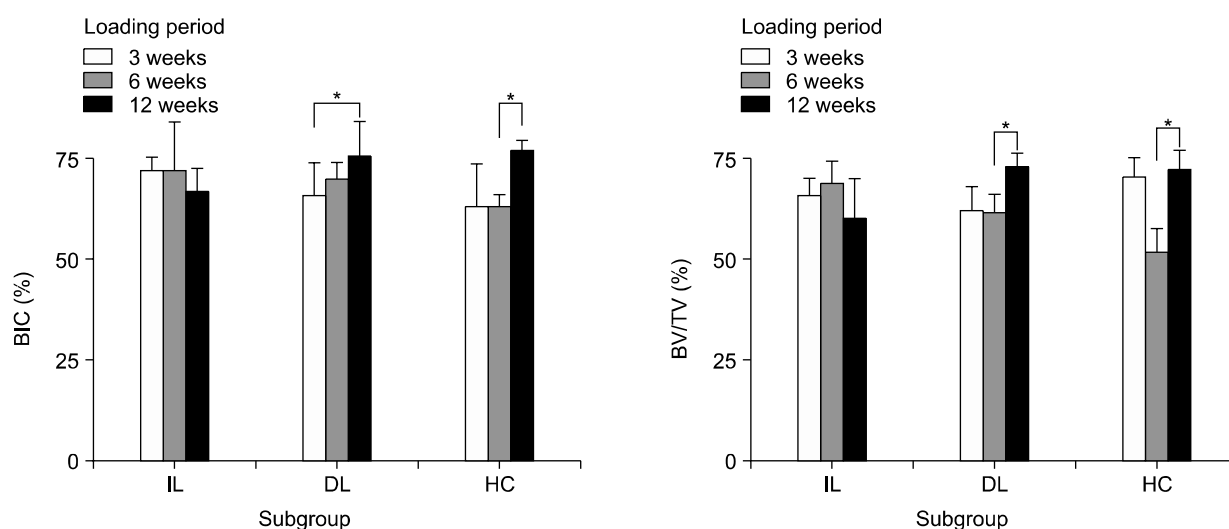 Loading period
3 weeks
6 weeks
12 weeks
BIC (%)
75
50
25
0
*
*
IL
DL
HC
Subgroup
Loading period
3 weeks
6 weeks
12 weeks
BV/TV (%)
75
50
25
0
*
*
IL
DL
HC
Subgroup